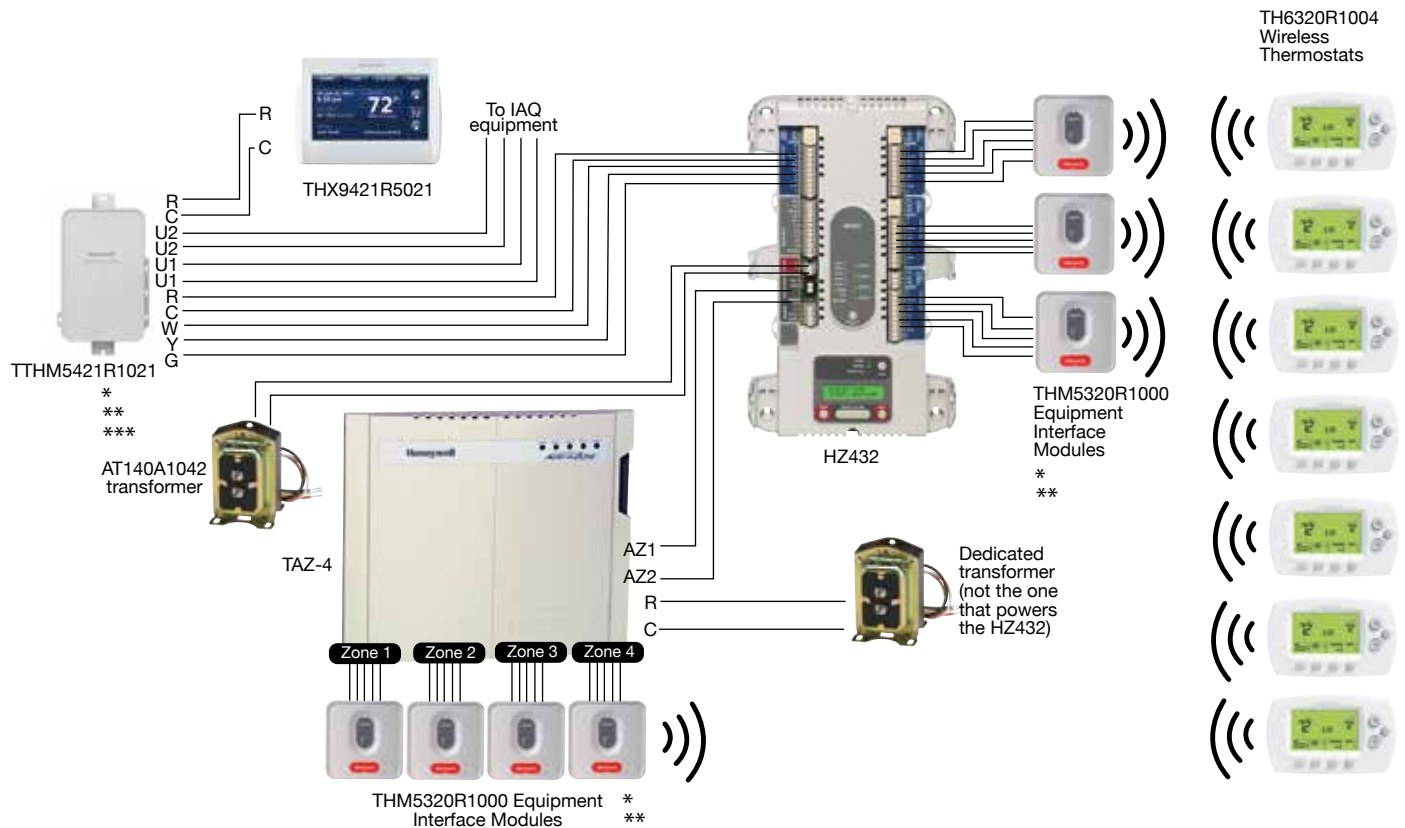 TH6320R1004
Wireless
Thermostats
R
C
To IAQ
equipment
72
THX9421R5021
R
C
U2
U2
U1
U1
R
C
W
Y
G
TTHM5421R1021
*
**
***
AT140A1042
transformer
HZ432
THM5320R1000
Equipment
Interface
Modules
*
**
Honeywell
TAZ-4
AZ1
AZ2
R
C
Dedicated
transformer
(not the one
that powers
the HZ432)
Zone 1
Zone 2
Zone 3
Zone 4
THM5320R1000 Equipment
Interface Modules
*
**